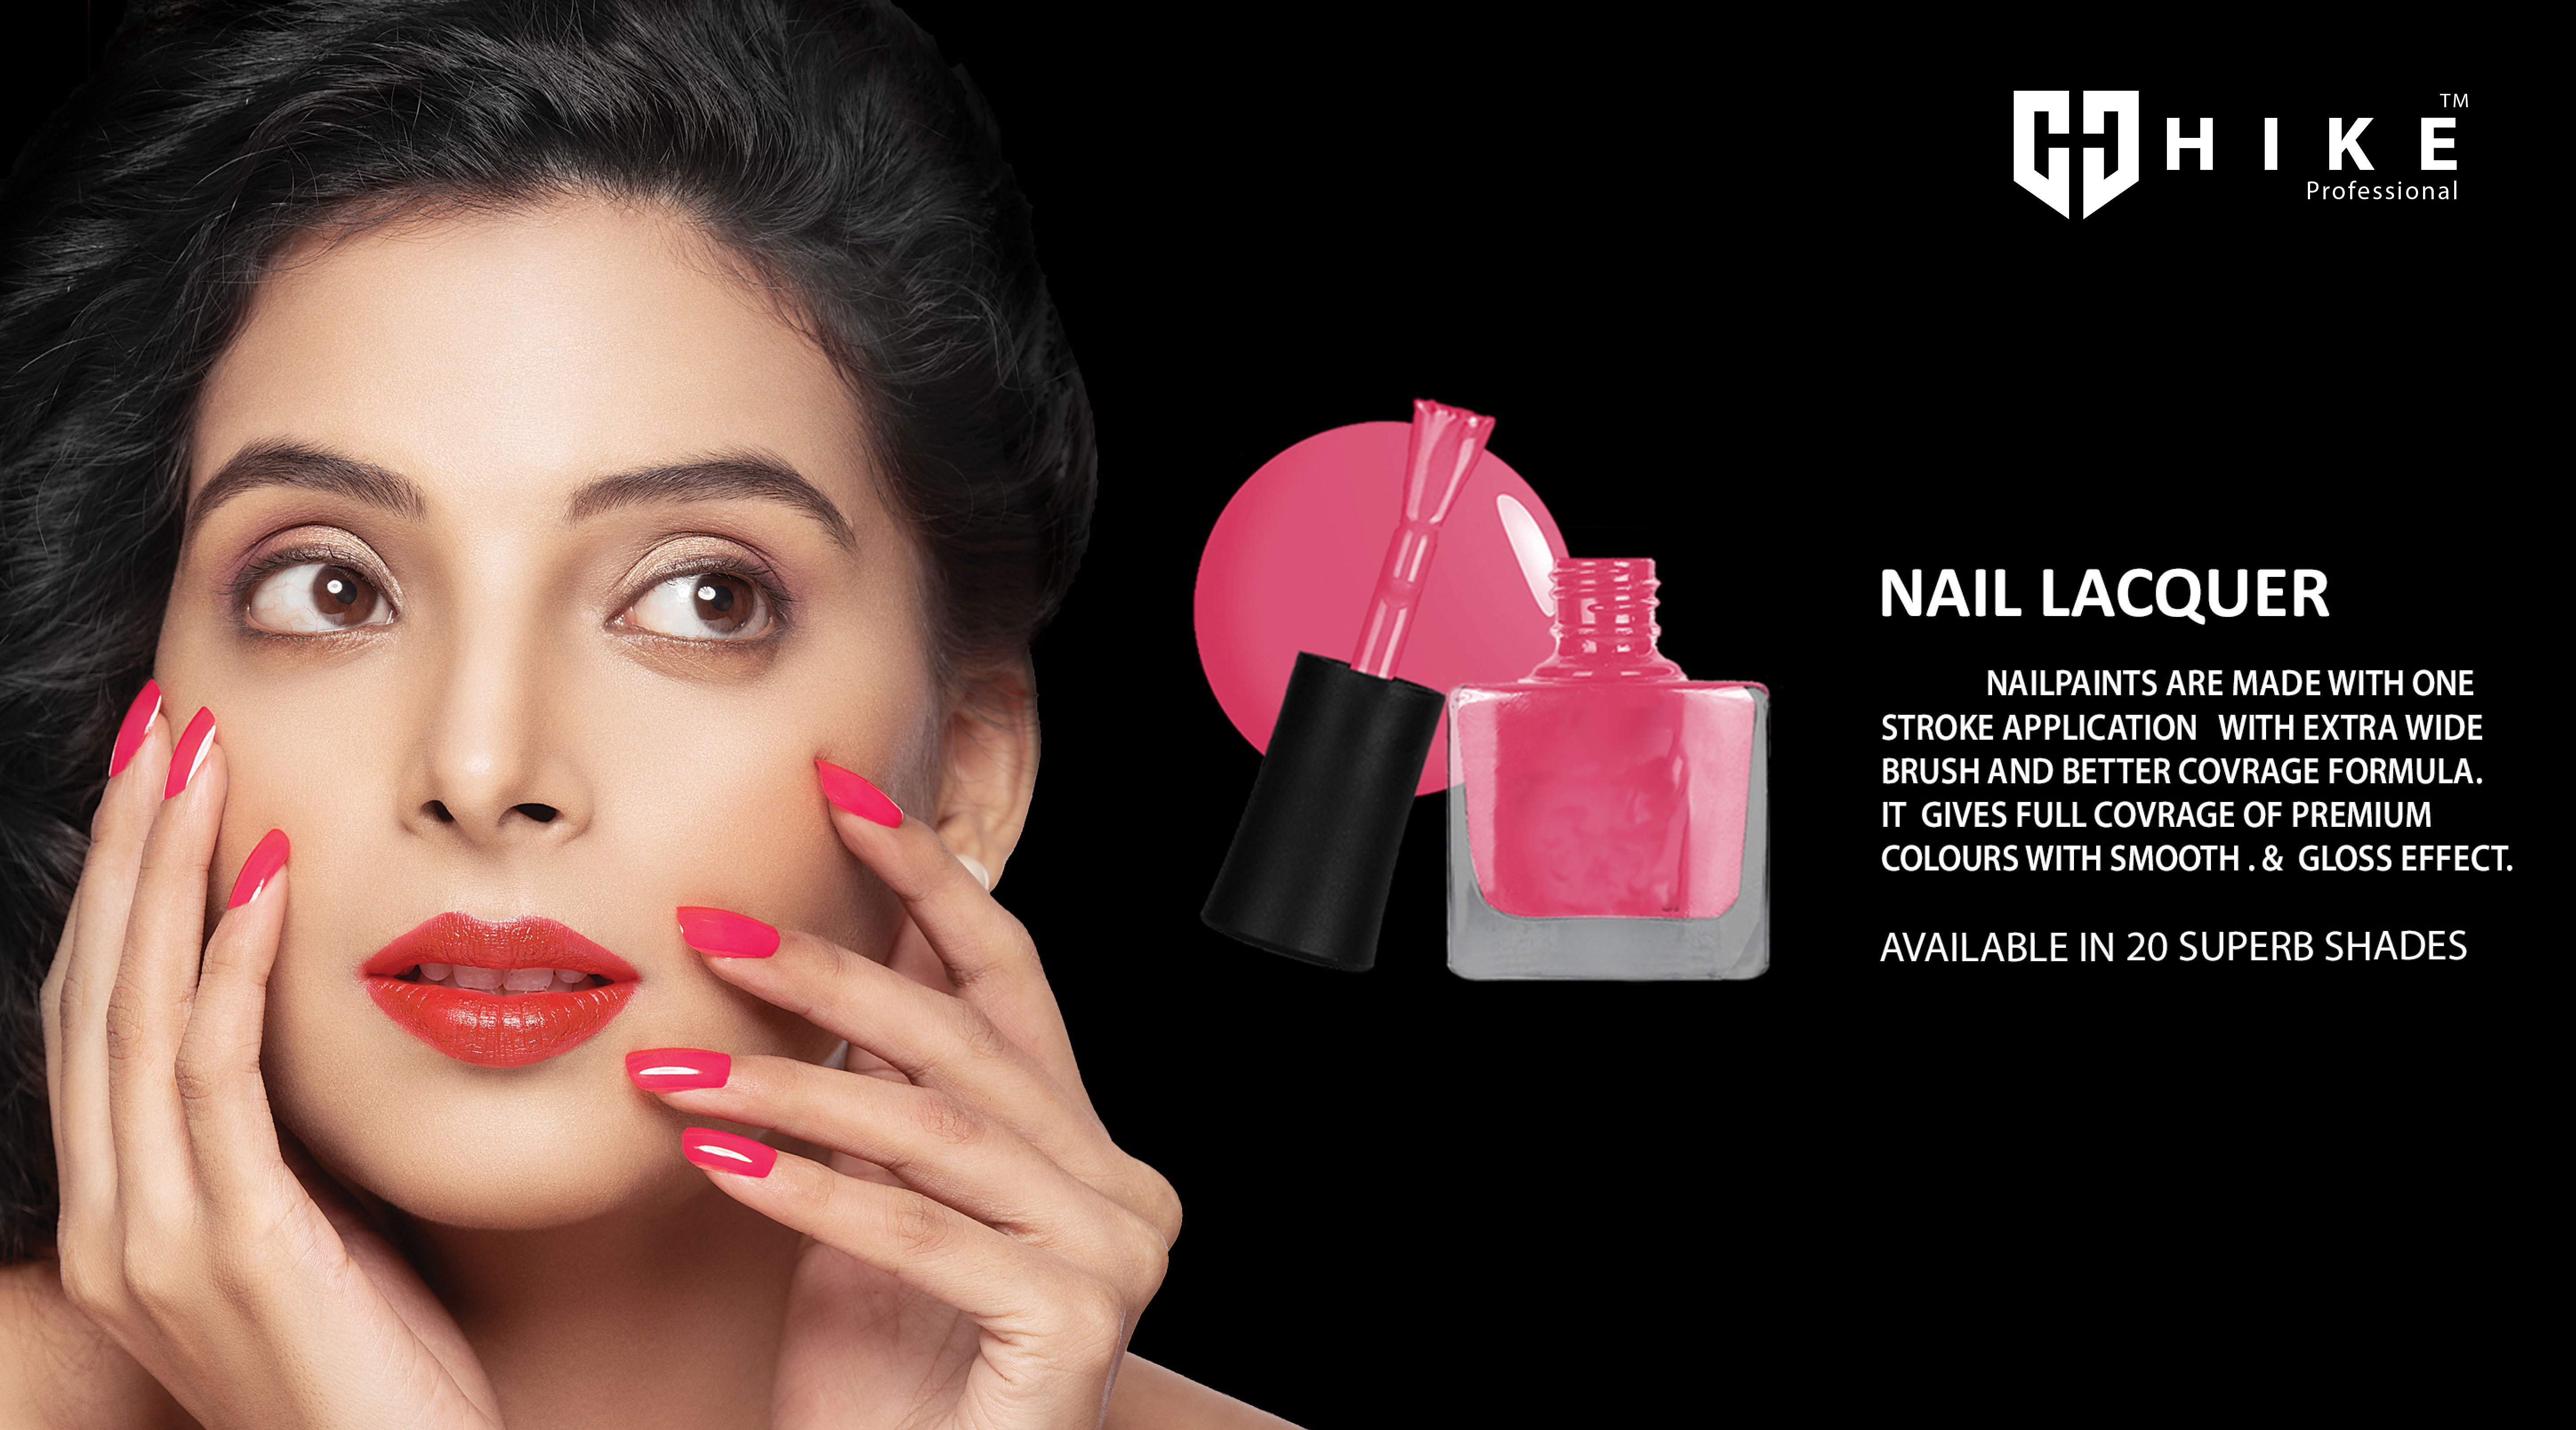 HIKE™
Professional
NAIL LACQUER
NAILPAINTS ARE MADE WITH ONE
STROKE APPLICATION WITH EXTRA WIDE
BRUSH AND BETTER COVRAGE FORMULA.
IT GIVES FULL COVRAGE OF PREMIUM
COLOURS WITH SMOOTH . & GLOSS EFFECT.
AVAILABLE IN 20 SUPERB SHADES